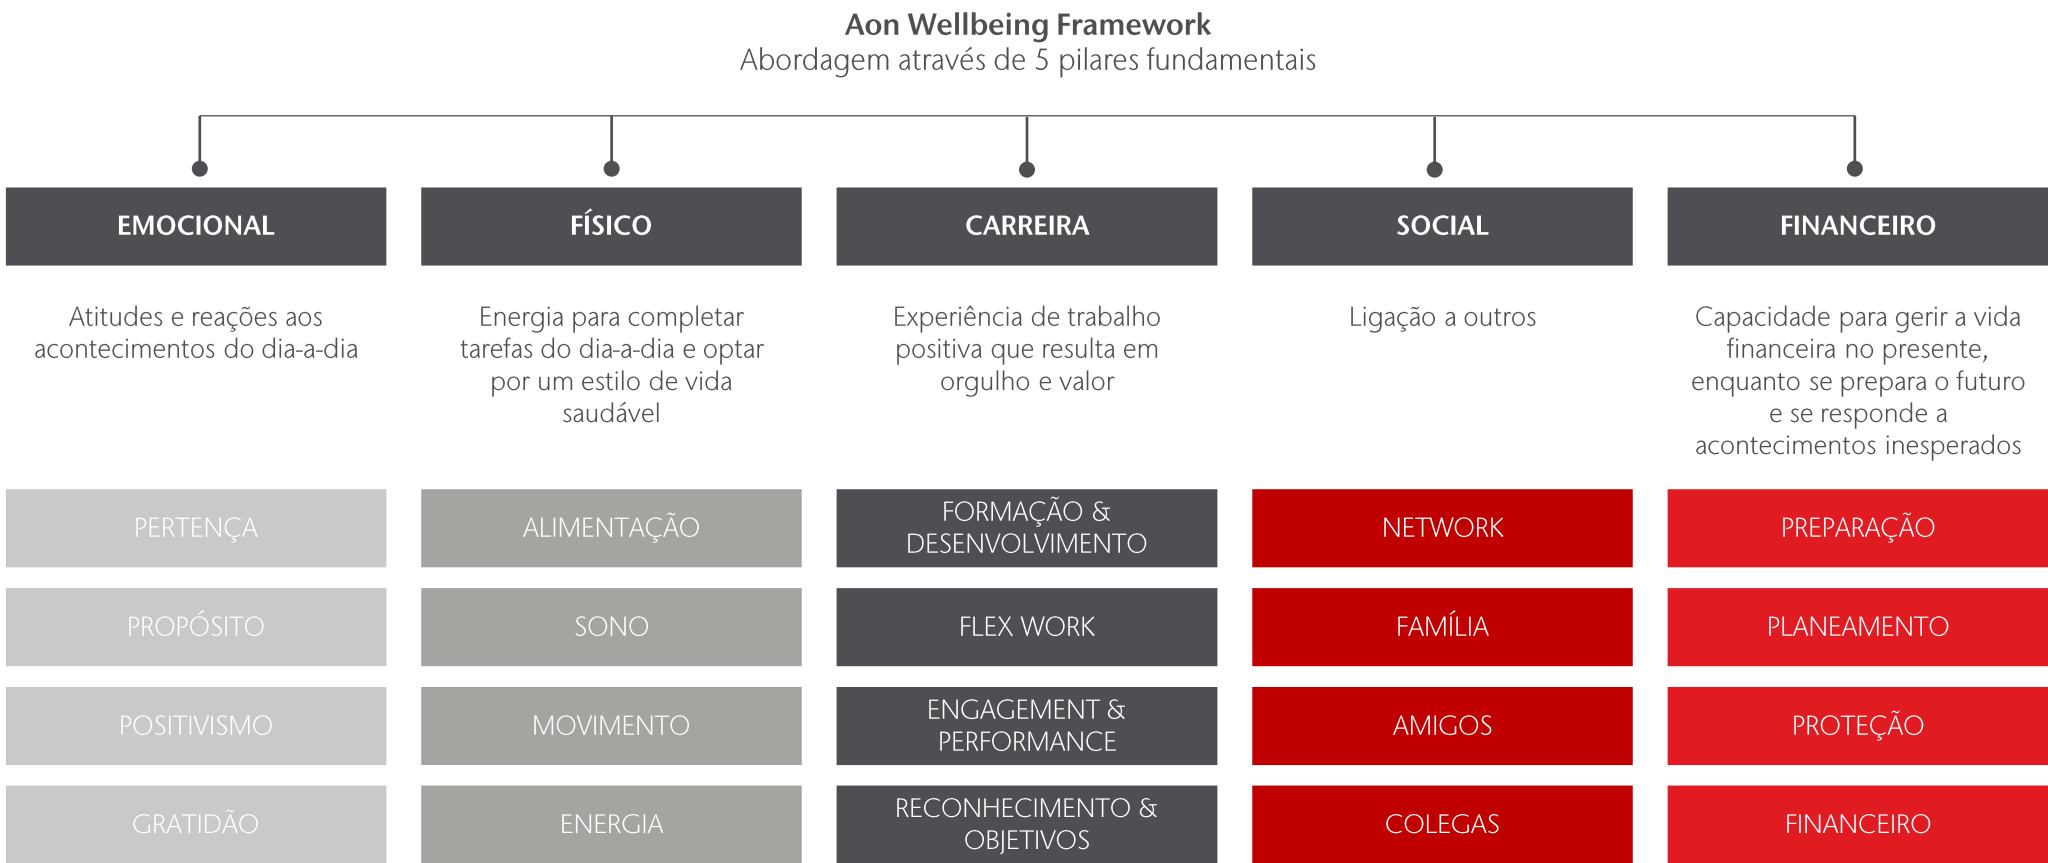 Aon Wellbeing Framework
Abordagem através de 5 pilares fundamentais
EMOCIONAL
Atitudes e reações aos
acontecimentos do dia-a-dia
PERTENÇA
PROPÓSITO
POSITIVISMO
GRATIDÃO
FÍSICO
Energia para completar
tarefas do dia-a-dia e optar
por um estilo de vida
saudável
ALIMENTAÇÃO
SONO
MOVIMENTO
ENERGIA
CARREIRA
Experiência de trabalho
positiva que resulta em
orgulho e valor
FORMAÇÃO &
DESENVOLVIMENTO
FLEX WORK
ENGAGEMENT &
PERFORMANCE
RECONHECIMENTO &
OBJETIVOS
SOCIAL
Ligação a outros
NETWORK
FAMÍLIA
AMIGOS
COLEGAS
FINANCEIRO
Capacidade para gerir a vida
financeira no presente,
enquanto se prepara o futuro
e se responde a
acontecimentos inesperados
PREPARAÇÃO
PLANEAMENTO
PROTEÇÃO
FINANCEIRO